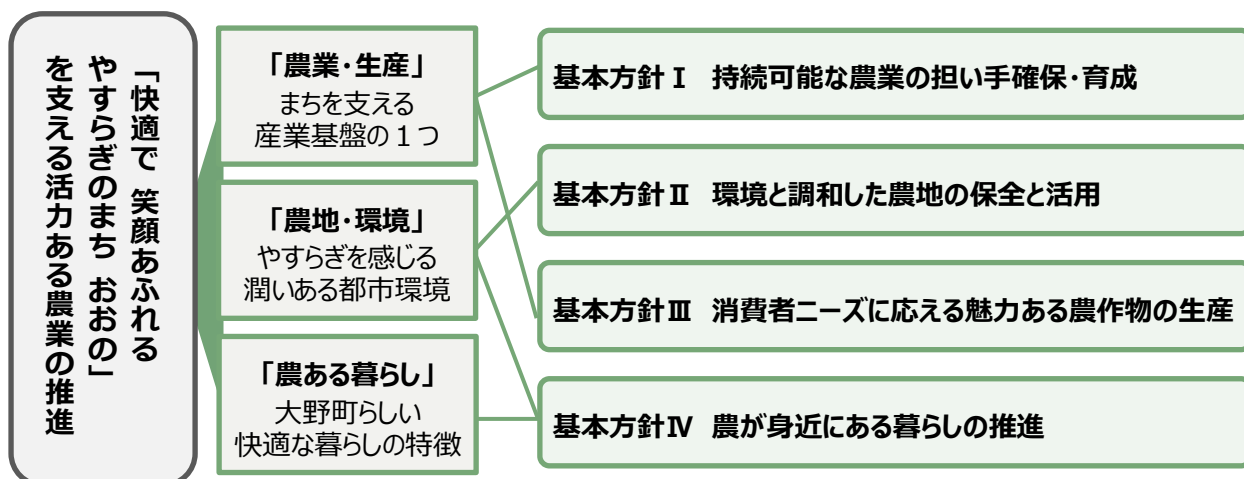 「快適で 笑顔あふれる
やすらぎのまち おおの」
を支える活力ある農業の推進
「農業・生産」
まちを支える
産業基盤の１つ
「農地・環境」
やすらぎを感じる
潤いある都市環境
「農ある暮らし」
大野町らしい
快適な暮らしの特徴
基本方針Ⅰ 持続可能な農業の担い手確保・育成
基本方針Ⅱ 環境と調和した農地の保全と活用
基本方針Ⅲ 消費者ニーズに応える魅力ある農作物の生産
基本方針Ⅳ 農が身近にある暮らしの推進